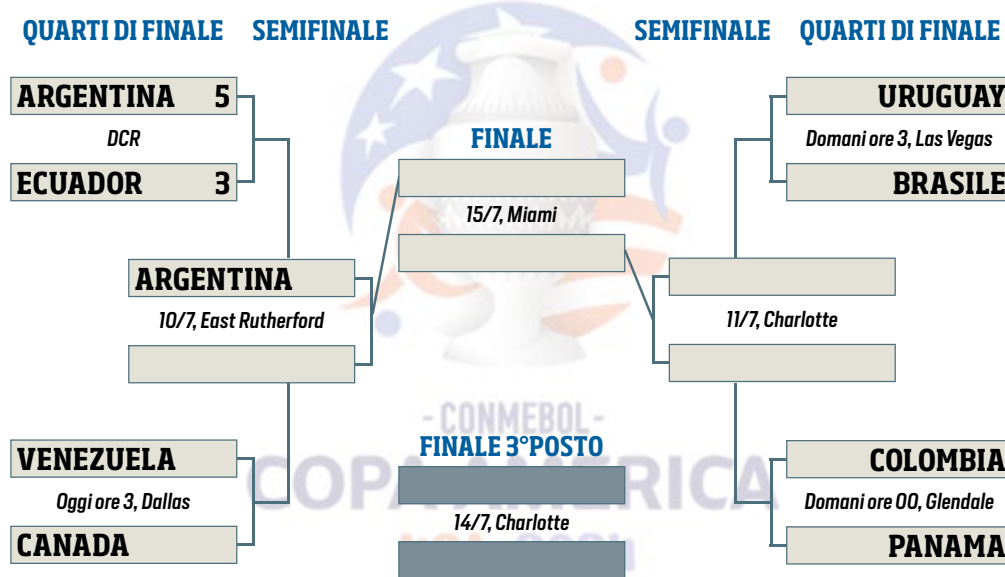 QUARTI DI FINALE
SEMIFINALE
SEMIFINALE
QUARTI DI FINALE
ARGENTINA 5
DCR
ECUADOR 3
ARGENTINA
10/7, East Rutherford
VENEZUELA
Oggi ore 3, Dallas
CANADA
FINALE
15/7, Miami
- CONMEBOL -
FINALE 3°POSTO
COPA AMERICA
14/7, Charlotte
USA 2024
URUGUAY
Domani ore 3, Las Vegas
BRASILE
11/7, Charlotte
COLOMBIA
Domani ore 00, Glendale
PANAMA